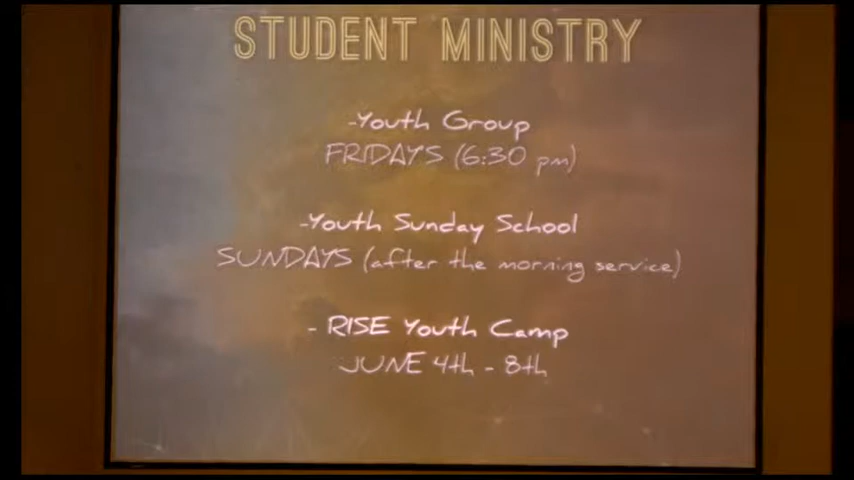 STUDENT MINISTRY
-Youth Group
FRIDAYS (6:30 pm)
-Youth Sunday School
SUNDAYS (after the morning service)
- RISE Youth Camp
JUNE 4th - 8th